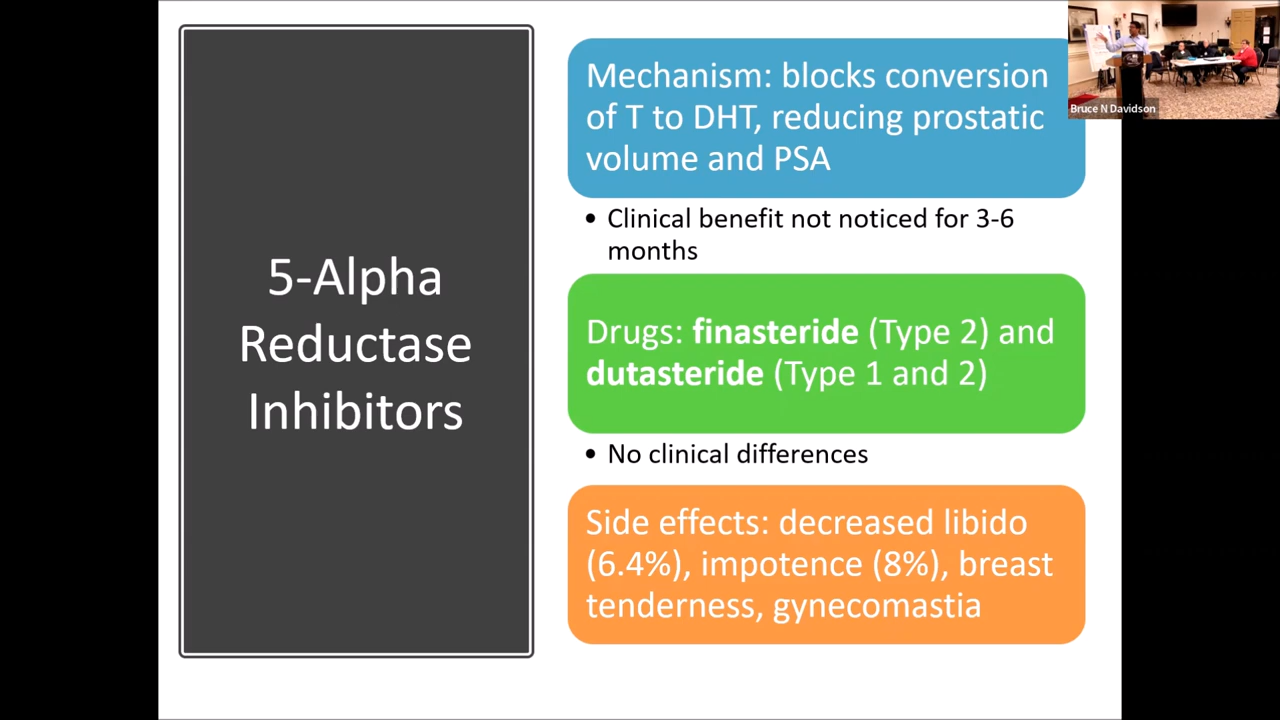 5-Alpha
Reductase
Inhibitors
Mechanism: blocks conversion
of T to DHT, reducing prostatic
volume and PSA
• Clinical benefit not noticed for 3-6
months
Drugs: finasteride (Type 2) and
dutasteride (Type 1 and 2)
• No clinical differences
Side effects: decreased libido
(6.4%), impotence (8%), breast
tenderness, gynecomastia
Bruce N Davidson